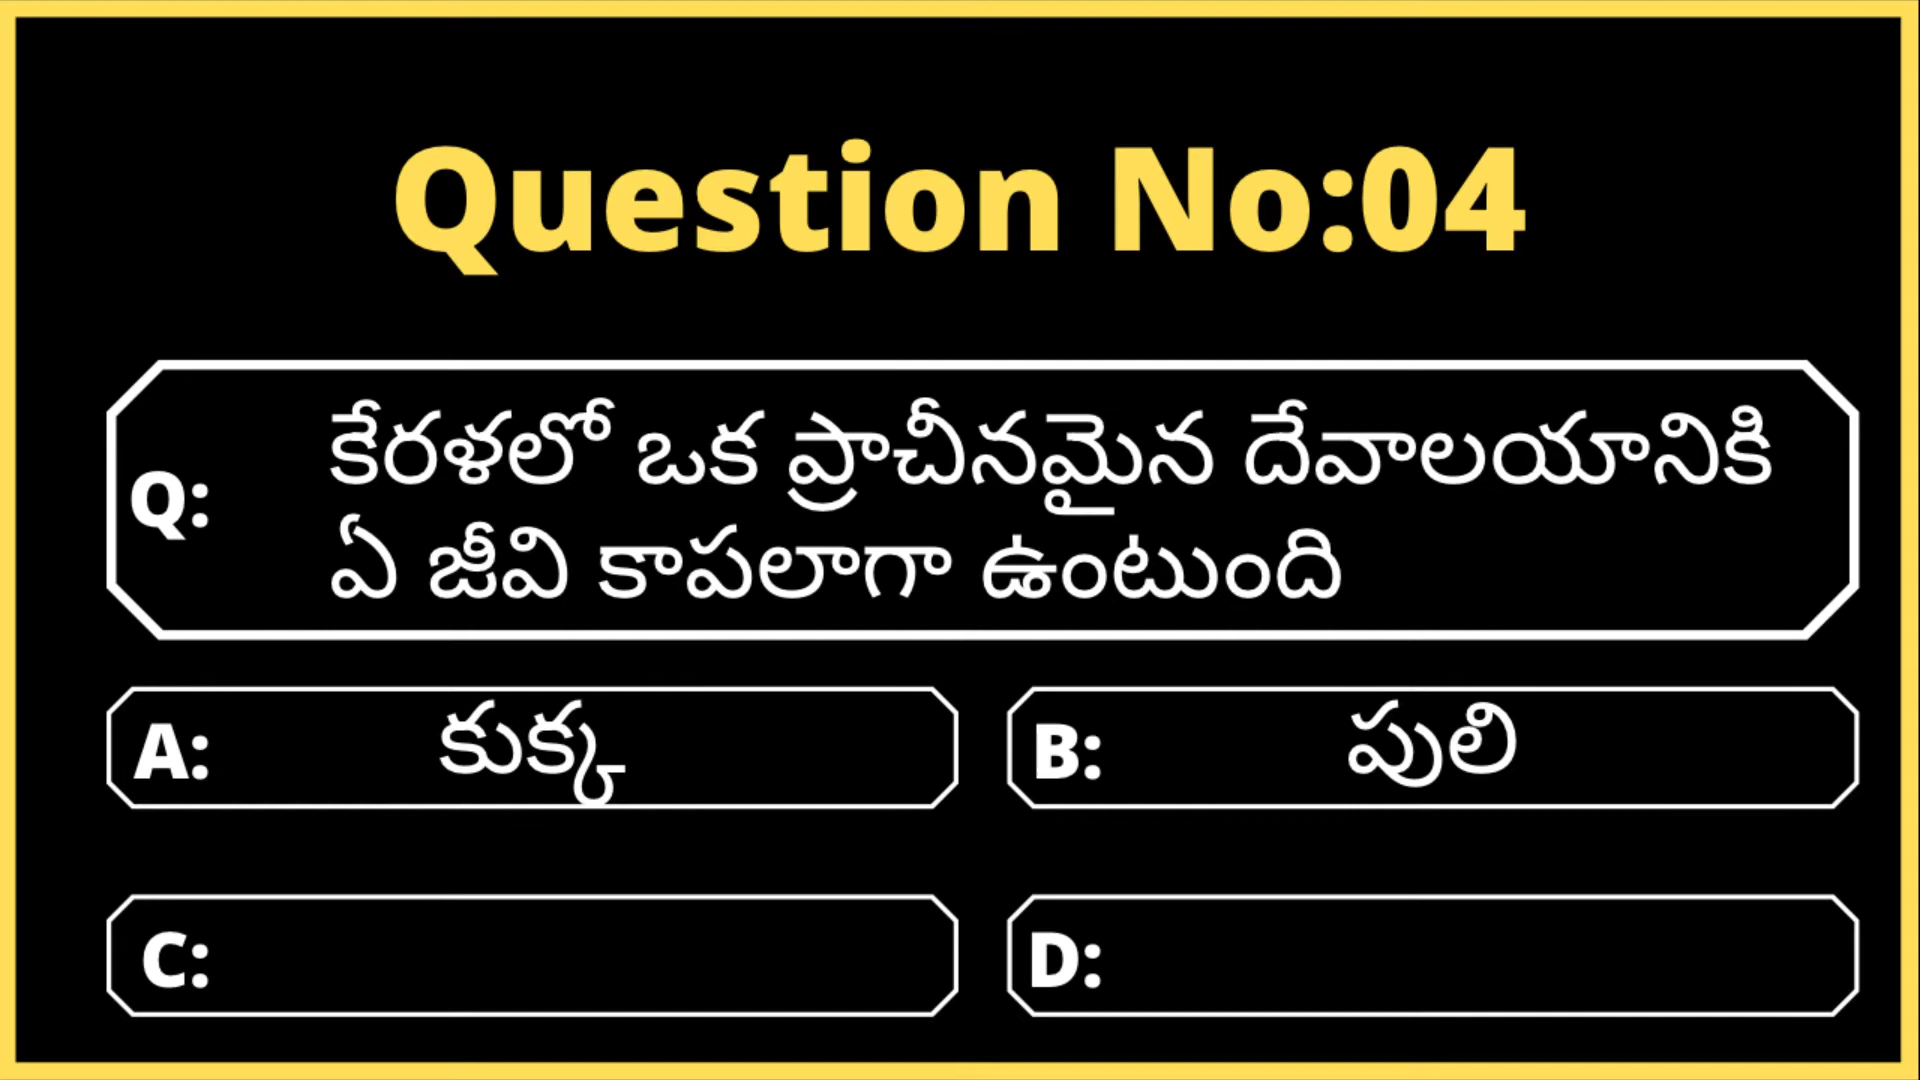 Question No:04
Q: కేరళలో ఒక ప్రాచీనమైన దేవాలయానికి
ఏ జీవి కాపలాగా ఉంటుంది
A: కుక్క
B: పులి
C:
D: